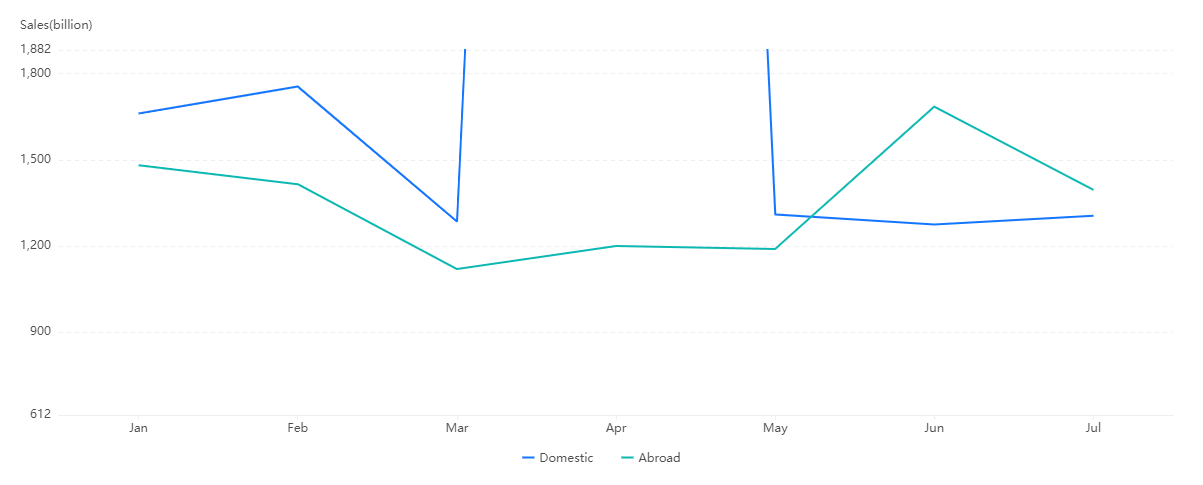 Sales(billion)
1,882
1,800
1,500
1,200
900
612
Jan Feb Mar Apr May Jun Jul
Domestic Abroad